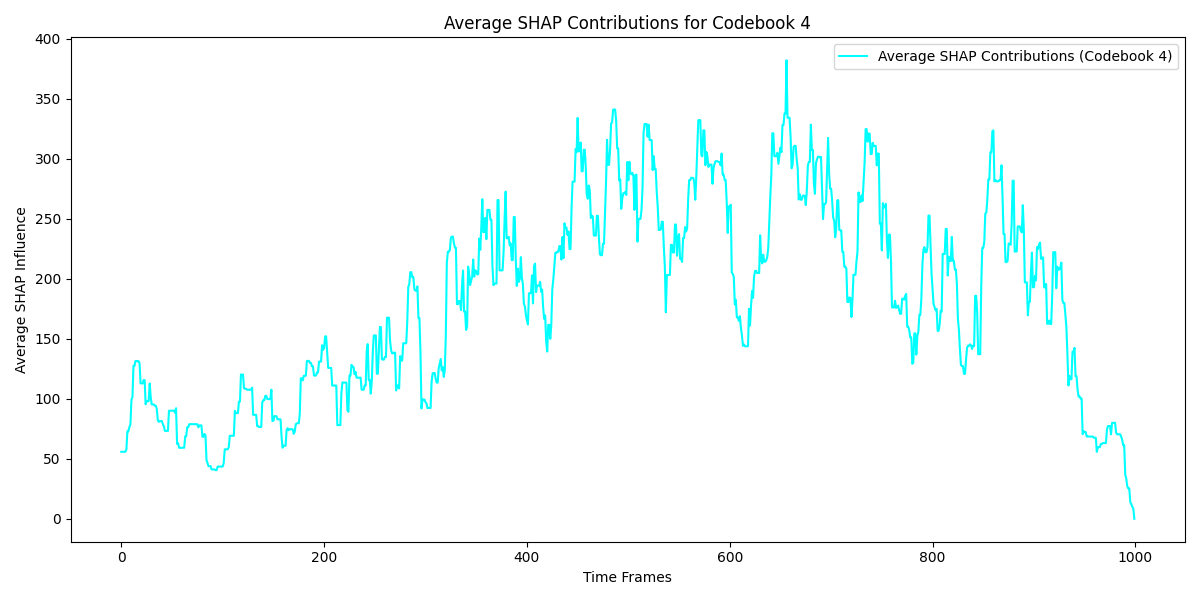 Average SHAP Contributions for Codebook 4
Average SHAP Contributions (Codebook 4)
Average SHAP Influence
400
350
300
250
200
150
100
50
0
0 200 400 600 800 1000
Time Frames